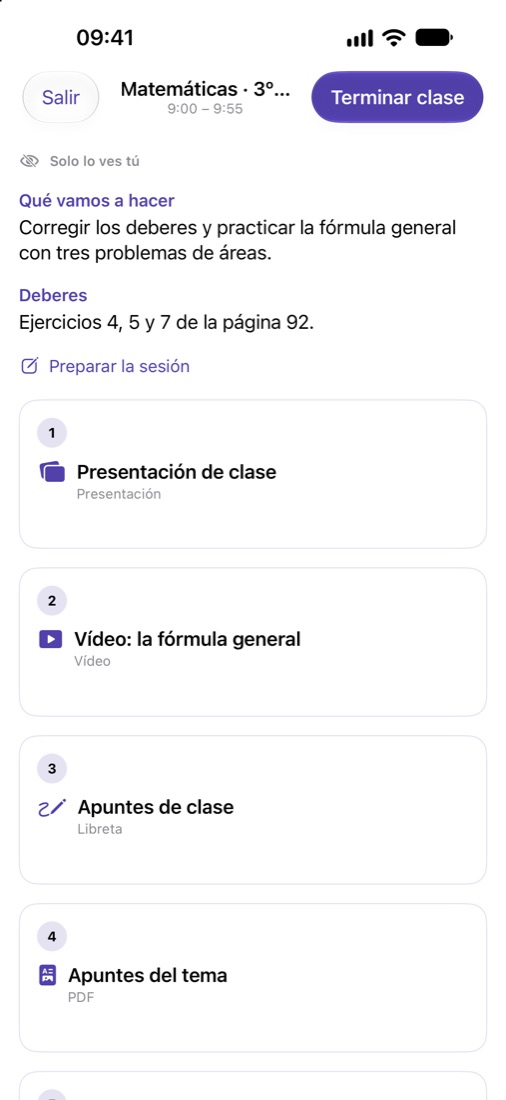 09:41
Salir
Matemáticas · 3º...
9:00 – 9:55
Terminar clase
Solo lo ves tú
Qué vamos a hacer
Corregir los deberes y practicar la fórmula general
con tres problemas de áreas.
Deberes
Ejercicios 4, 5 y 7 de la página 92.
Preparar la sesión
1
Presentación de clase
Presentación
2
Vídeo: la fórmula general
Vídeo
3
Apuntes de clase
Libreta
4
Apuntes del tema
PDF